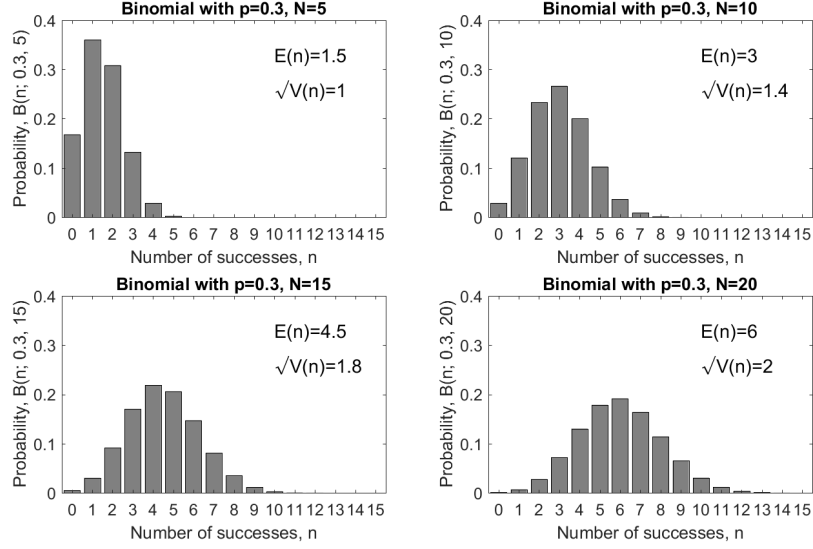 Binomial with p=0.3, N=5
Probability, B(n; 0.3, 5)
0.4
0.3
0.2
0.1
0
E(n)=1.5
√V(n)=1
0 1 2 3 4 5 6 7 8 9 10 11 12 13 14 15
Number of successes, n
Binomial with p=0.3, N=10
Probability, B(n; 0.3, 10)
0.4
0.3
0.2
0.1
0
E(n)=3
√V(n)=1.4
0 1 2 3 4 5 6 7 8 9 10 11 12 13 14 15
Number of successes, n
Binomial with p=0.3, N=15
Probability, B(n; 0.3, 15)
0.4
0.3
0.2
0.1
0
E(n)=4.5
√V(n)=1.8
0 1 2 3 4 5 6 7 8 9 10 11 12 13 14 15
Number of successes, n
Binomial with p=0.3, N=20
Probability, B(n; 0.3, 20)
0.4
0.3
0.2
0.1
0
E(n)=6
√V(n)=2
0 1 2 3 4 5 6 7 8 9 10 11 12 13 14 15
Number of successes, n